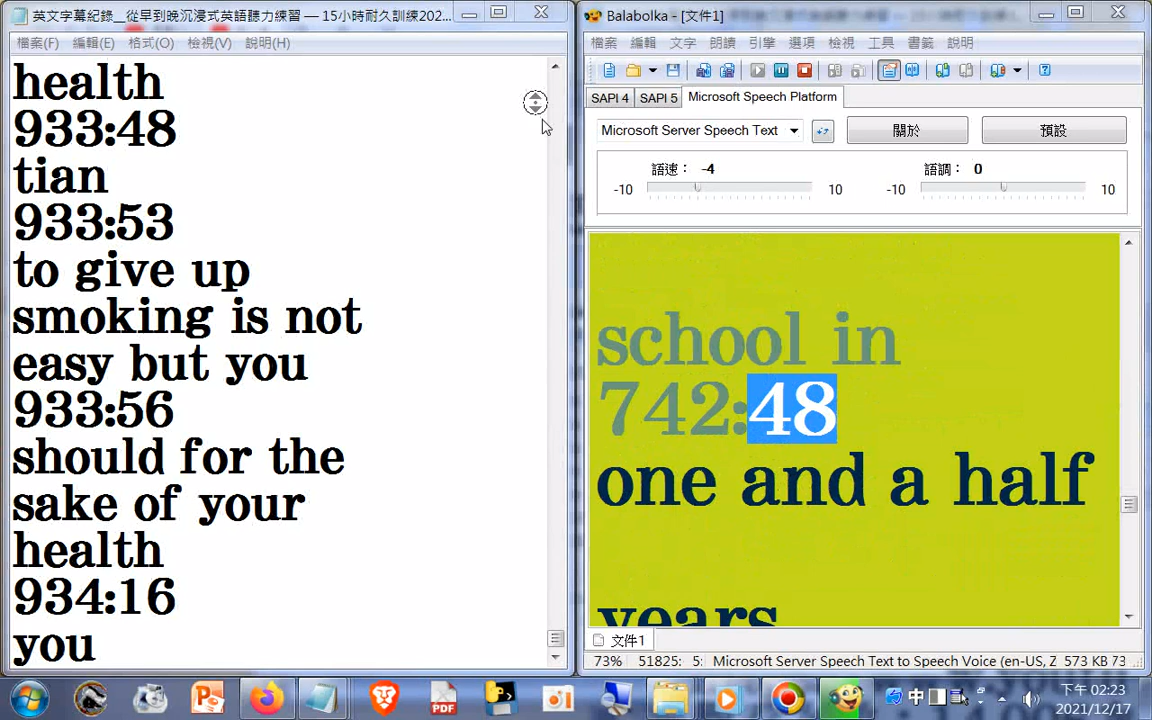 英文字幕紀錄__從早到晚沉浸式英語聽力練習 — 15小時耐久訓練202...
檔案(F) 編輯(E) 格式(O) 檢視(V) 說明(H)
health
933:48
tian
933:53
to give up
smoking is not
easy but you
933:56
should for the
sake of your
health
934:16
you
Balabolka - [文件1]
檔案 編輯 文字 朗讀 引擎 選項 檢視 工具 書籤 說明
SAPI 4 SAPI 5 Microsoft Speech Platform
Microsoft Server Speech Text 關於 預設
語速： -4 語調： 0
-10 10 -10 10
school in
742:48
one and a half
years
文件1
73% 51825: 5: Microsoft Server Speech Text to Speech Voice (en-US, Z 573 KB 73
PDF
中
下午 02:23
2021/12/17